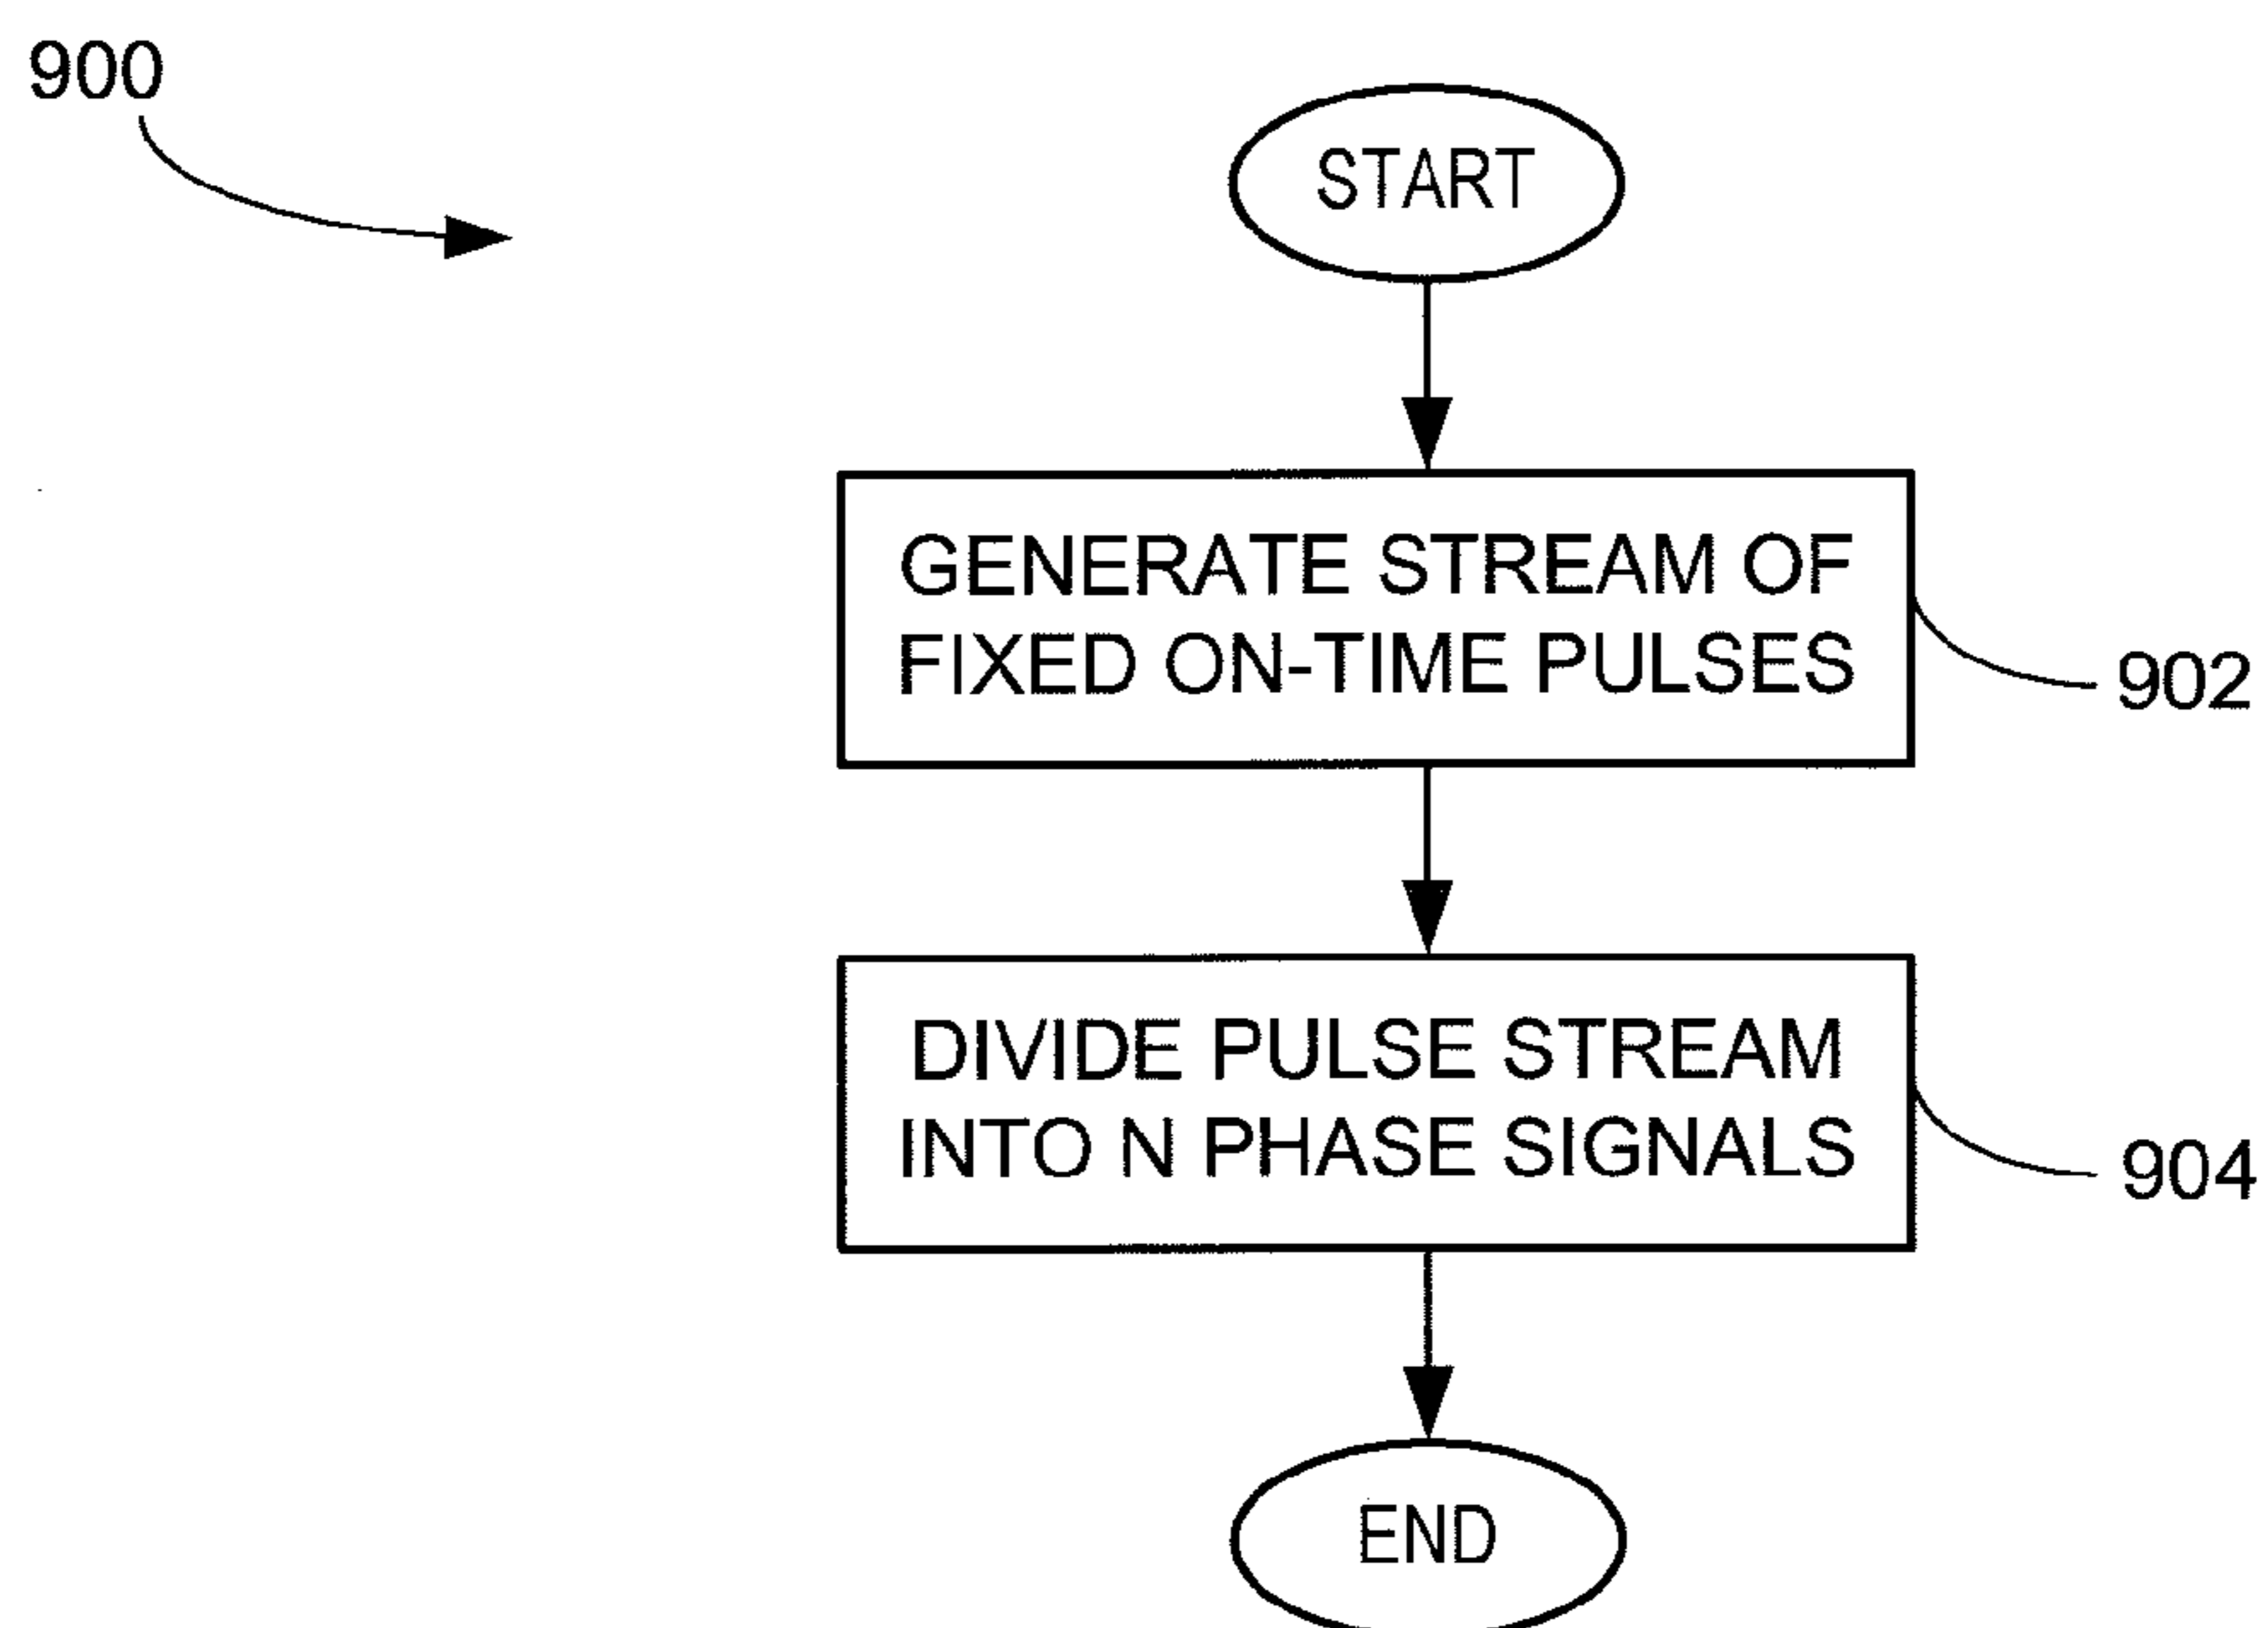 900
START
GENERATE STREAM OF
FIXED ON-TIME PULSES
902
DIVIDE PULSE STREAM
INTO N PHASE SIGNALS
904
END